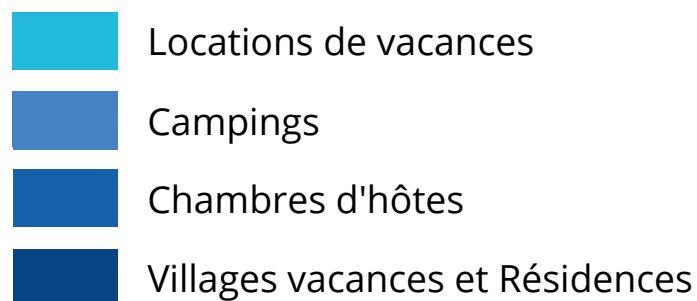 Locations de vacances
Campings
Chambres d'hôtes
Villages vacances et Résidences